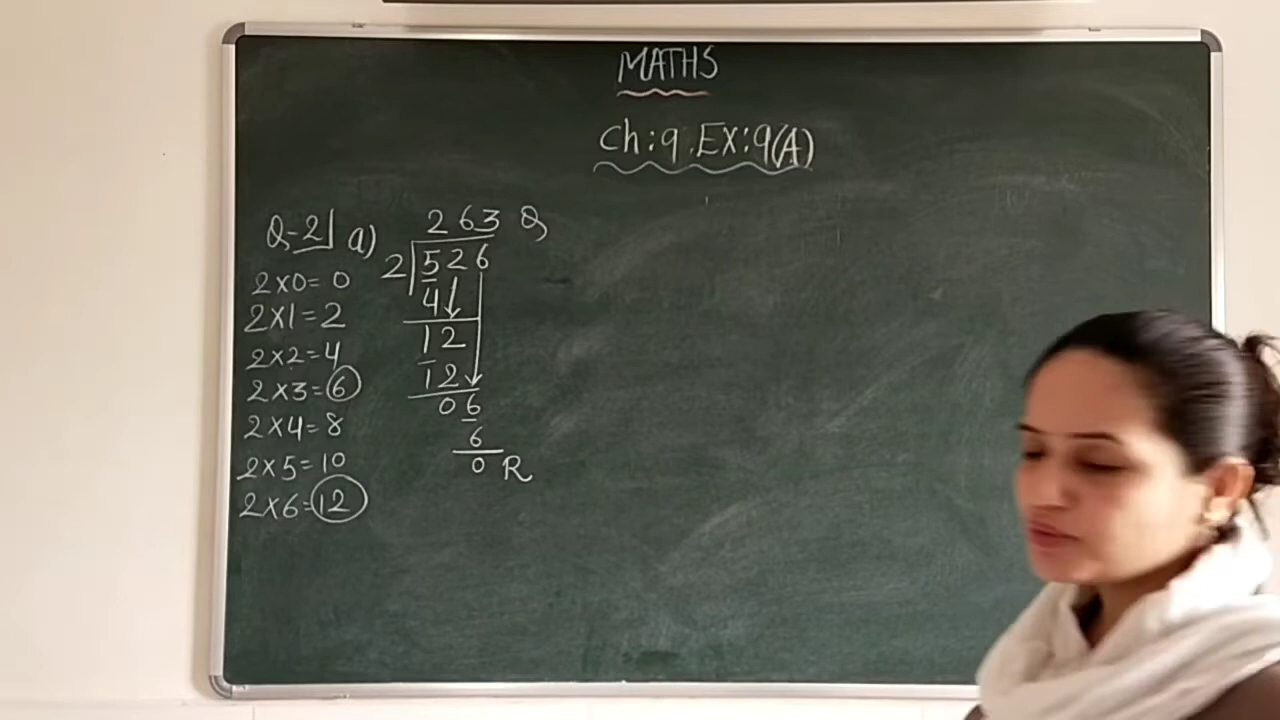 MATHS
Ch:9. Ex:9(A)
Q-2| a)
263 Q
2 526
4
12
12
06
6
0 R
2x0=0
2x1=2
2x2=4
2x3=6
2x4=8
2x5=10
2x6=12